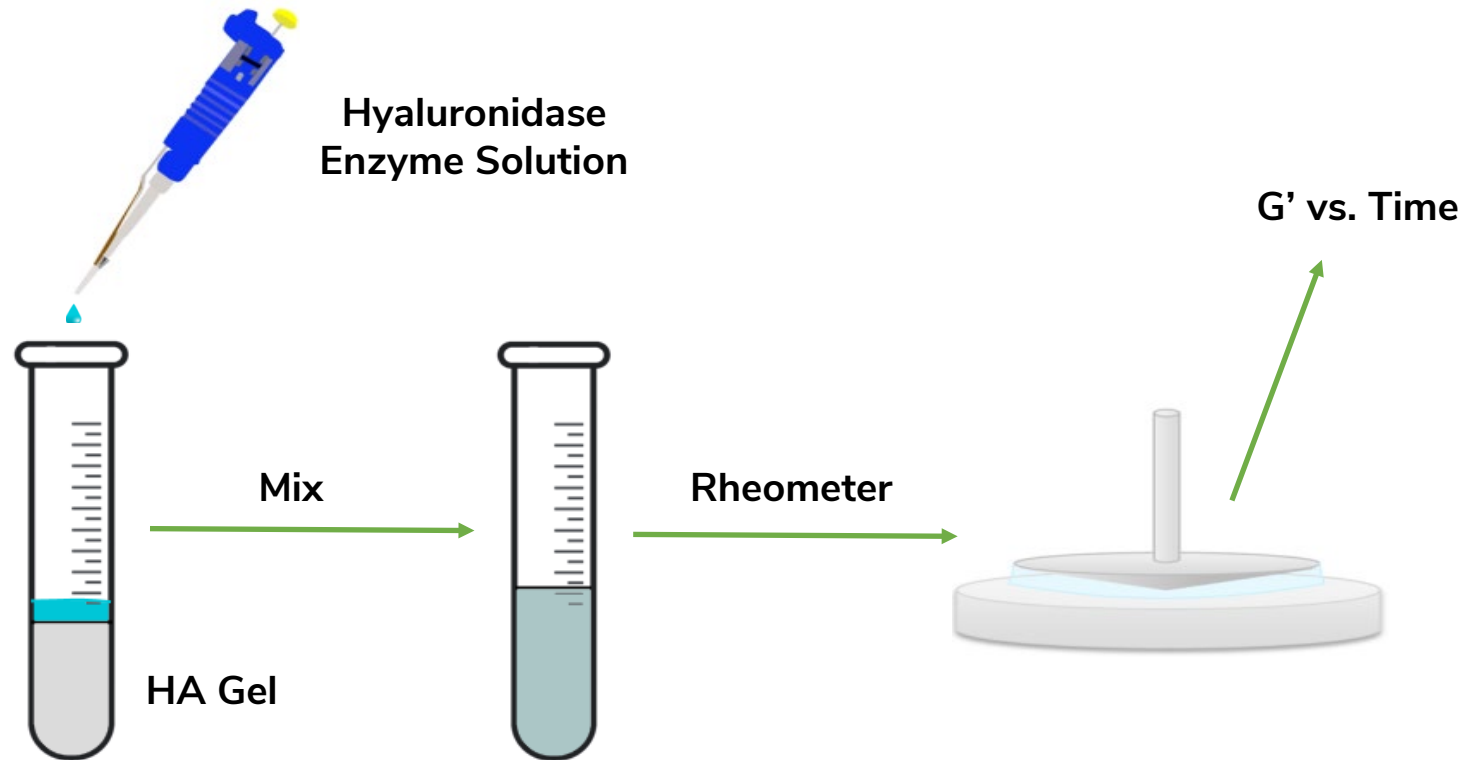 Hyaluronidase
Enzyme Solution
G’ vs. Time
Mix
Rheometer
HA Gel